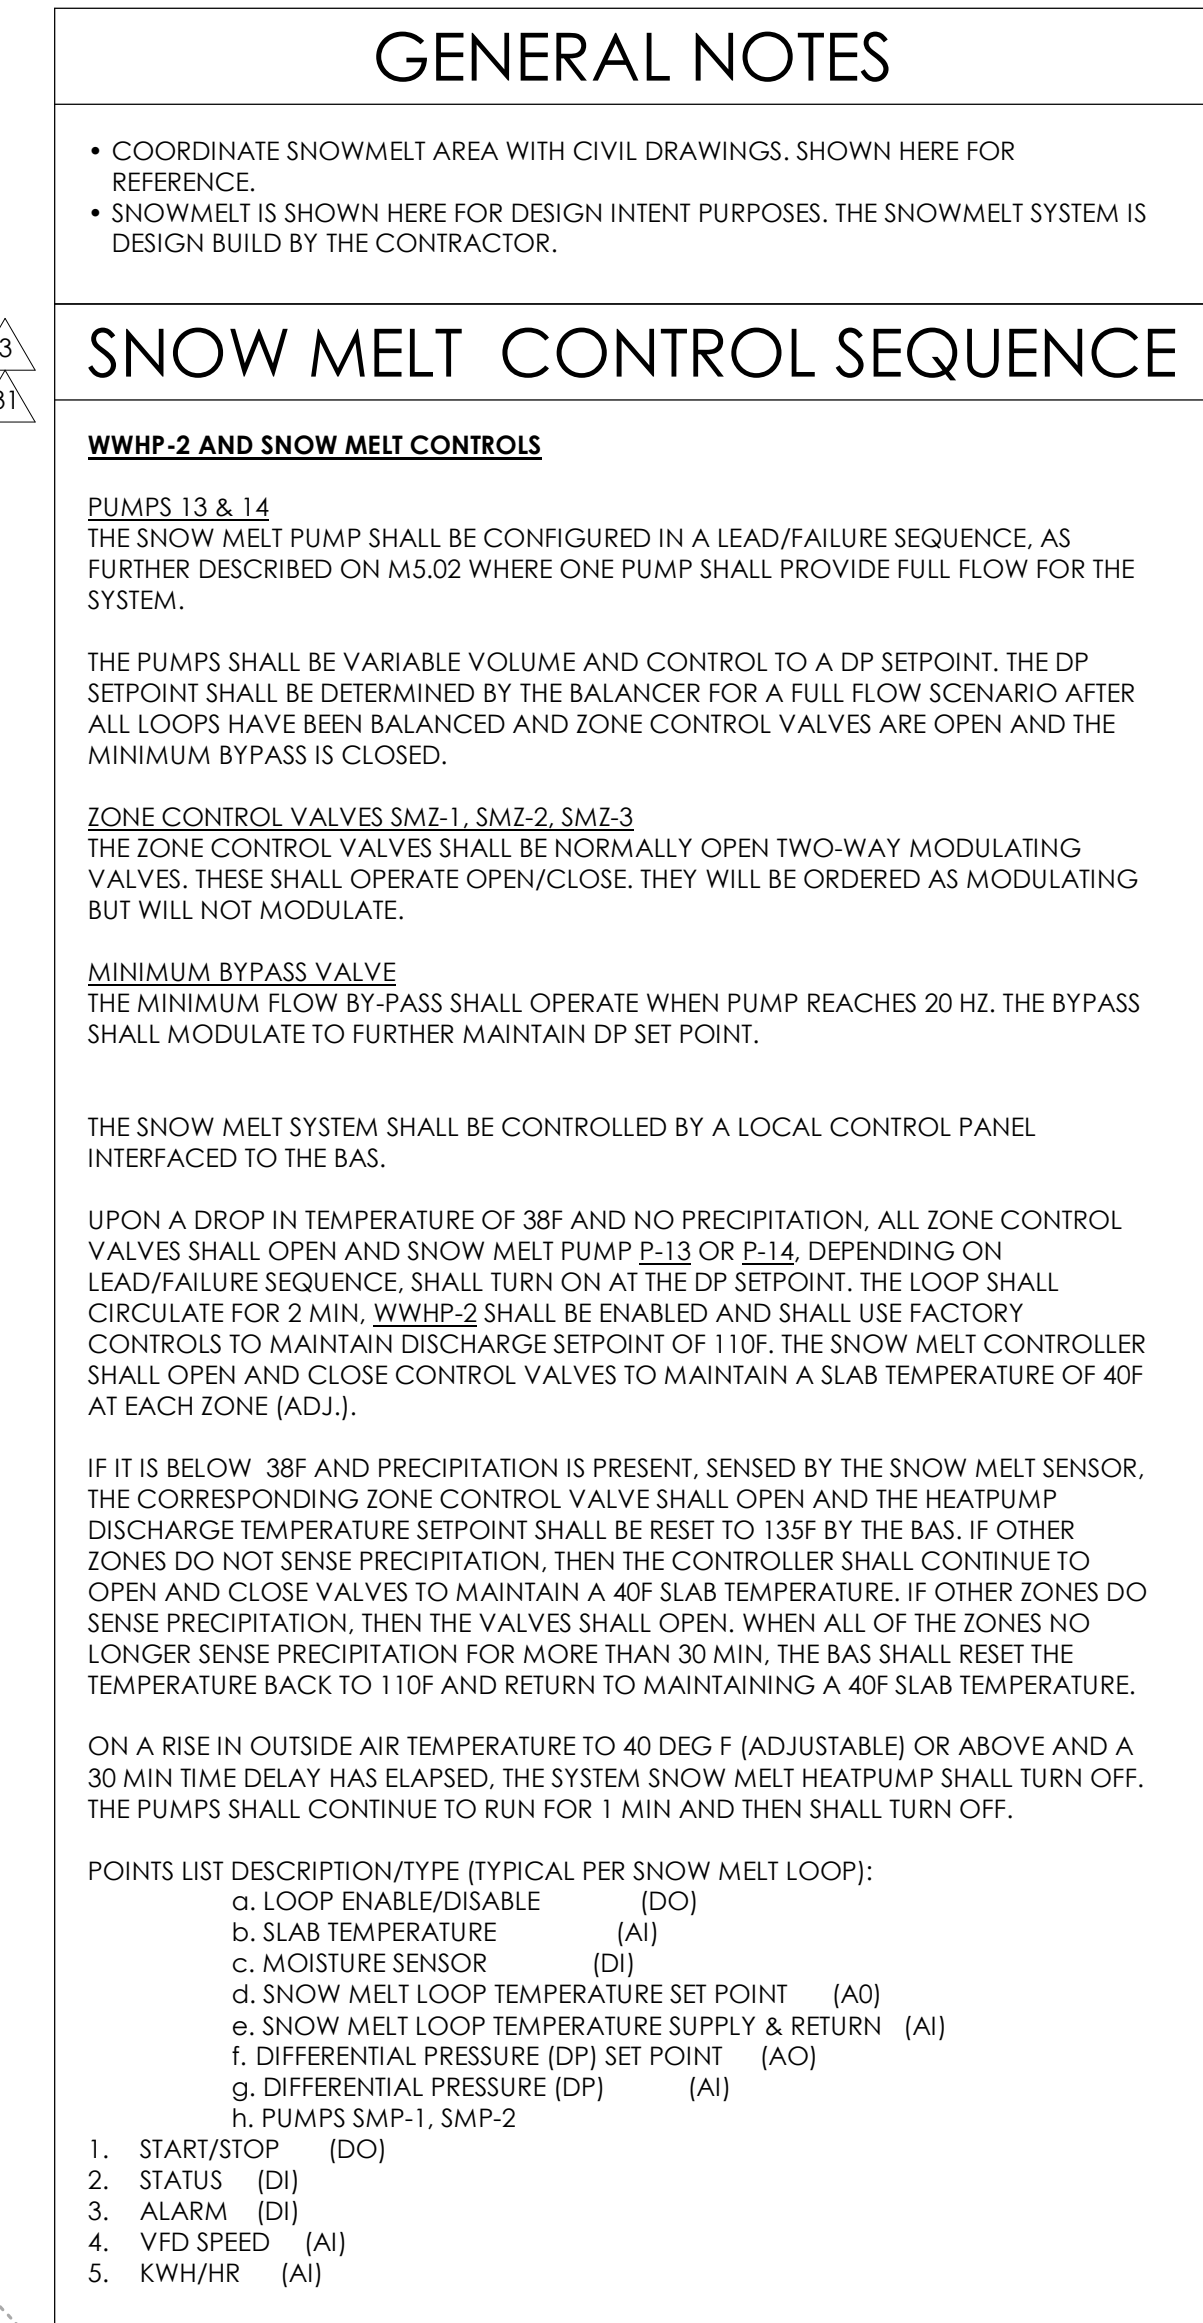 GENERAL NOTES
• COORDINATE SNOWMELT AREA WITH CIVIL DRAWINGS. SHOWN HERE FOR
REFERENCE.
• SNOWMELT IS SHOWN HERE FOR DESIGN INTENT PURPOSES. THE SNOWMELT SYSTEM IS
DESIGN BUILD BY THE CONTRACTOR.
3
SNOW MELT CONTROL SEQUENCE
31
WWHP-2 AND SNOW MELT CONTROLS
PUMPS 13 & 14
THE SNOW MELT PUMP SHALL BE CONFIGURED IN A LEAD/FAILURE SEQUENCE, AS
FURTHER DESCRIBED ON M5.02 WHERE ONE PUMP SHALL PROVIDE FULL FLOW FOR THE
SYSTEM.
THE PUMPS SHALL BE VARIABLE VOLUME AND CONTROL TO A DP SETPOINT. THE DP
SETPOINT SHALL BE DETERMINED BY THE BALANCER FOR A FULL FLOW SCENARIO AFTER
ALL LOOPS HAVE BEEN BALANCED AND ZONE CONTROL VALVES ARE OPEN AND THE
MINIMUM BYPASS IS CLOSED.
ZONE CONTROL VALVES SMZ-1, SMZ-2, SMZ-3
THE ZONE CONTROL VALVES SHALL BE NORMALLY OPEN TWO-WAY MODULATING
VALVES. THESE SHALL OPERATE OPEN/CLOSE. THEY WILL BE ORDERED AS MODULATING
BUT WILL NOT MODULATE.
MINIMUM BYPASS VALVE
THE MINIMUM FLOW BY-PASS SHALL OPERATE WHEN PUMP REACHES 20 HZ. THE BYPASS
SHALL MODULATE TO FURTHER MAINTAIN DP SET POINT.
THE SNOW MELT SYSTEM SHALL BE CONTROLLED BY A LOCAL CONTROL PANEL
INTERFACED TO THE BAS.
UPON A DROP IN TEMPERATURE OF 38F AND NO PRECIPITATION, ALL ZONE CONTROL
VALVES SHALL OPEN AND SNOW MELT PUMP P-13 OR P-14, DEPENDING ON
LEAD/FAILURE SEQUENCE, SHALL TURN ON AT THE DP SETPOINT. THE LOOP SHALL
CIRCULATE FOR 2 MIN, WWHP-2 SHALL BE ENABLED AND SHALL USE FACTORY
CONTROLS TO MAINTAIN DISCHARGE SETPOINT OF 110F. THE SNOW MELT CONTROLLER
SHALL OPEN AND CLOSE CONTROL VALVES TO MAINTAIN A SLAB TEMPERATURE OF 40F
AT EACH ZONE (ADJ.).
IF IT IS BELOW 38F AND PRECIPITATION IS PRESENT, SENSED BY THE SNOW MELT SENSOR,
THE CORRESPONDING ZONE CONTROL VALVE SHALL OPEN AND THE HEATPUMP
DISCHARGE TEMPERATURE SETPOINT SHALL BE RESET TO 135F BY THE BAS. IF OTHER
ZONES DO NOT SENSE PRECIPITATION, THEN THE CONTROLLER SHALL CONTINUE TO
OPEN AND CLOSE VALVES TO MAINTAIN A 40F SLAB TEMPERATURE. IF OTHER ZONES DO
SENSE PRECIPITATION, THEN THE VALVES SHALL OPEN. WHEN ALL OF THE ZONES NO
LONGER SENSE PRECIPITATION FOR MORE THAN 30 MIN, THE BAS SHALL RESET THE
TEMPERATURE BACK TO 110F AND RETURN TO MAINTAINING A 40F SLAB TEMPERATURE.
ON A RISE IN OUTSIDE AIR TEMPERATURE TO 40 DEG F (ADJUSTABLE) OR ABOVE AND A
30 MIN TIME DELAY HAS ELAPSED, THE SYSTEM SNOW MELT HEATPUMP SHALL TURN OFF.
THE PUMPS SHALL CONTINUE TO RUN FOR 1 MIN AND THEN SHALL TURN OFF.
POINTS LIST DESCRIPTION/TYPE (TYPICAL PER SNOW MELT LOOP):
a. LOOP ENABLE/DISABLE (DO)
b. SLAB TEMPERATURE (AI)
c. MOISTURE SENSOR (DI)
d. SNOW MELT LOOP TEMPERATURE SET POINT (A0)
e. SNOW MELT LOOP TEMPERATURE SUPPLY & RETURN (AI)
f. DIFFERENTIAL PRESSURE (DP) SET POINT (AO)
g. DIFFERENTIAL PRESSURE (DP) (AI)
h. PUMPS SMP-1, SMP-2
1. START/STOP (DO)
2. STATUS (DI)
3. ALARM (DI)
4. VFD SPEED (AI)
5. KWH/HR (AI)